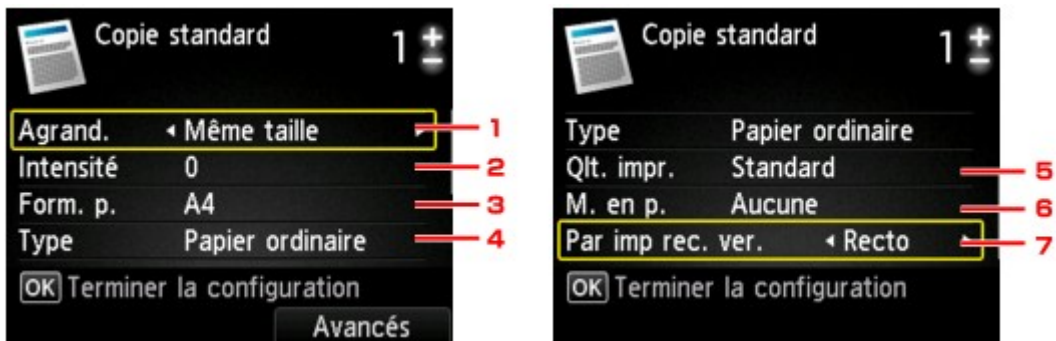 Copie standard 1 + −
Agrand. Même taille 1
Intensité 0 2
Form. p. A4 3
Type Papier ordinaire 4
OK Terminer la configuration
Avancés
Copie standard 1 + −
Type Papier ordinaire
Qlt. impr. Standard 5
M. en p. Aucune 6
Par imp rec. ver. Recto 7
OK Terminer la configuration